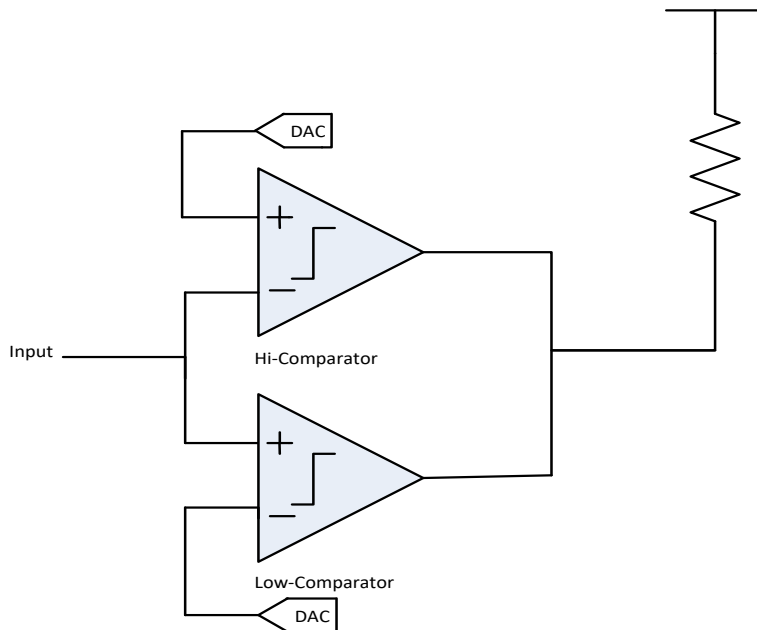 DAC
+
−
Hi-Comparator
Input
+
−
Low-Comparator
DAC